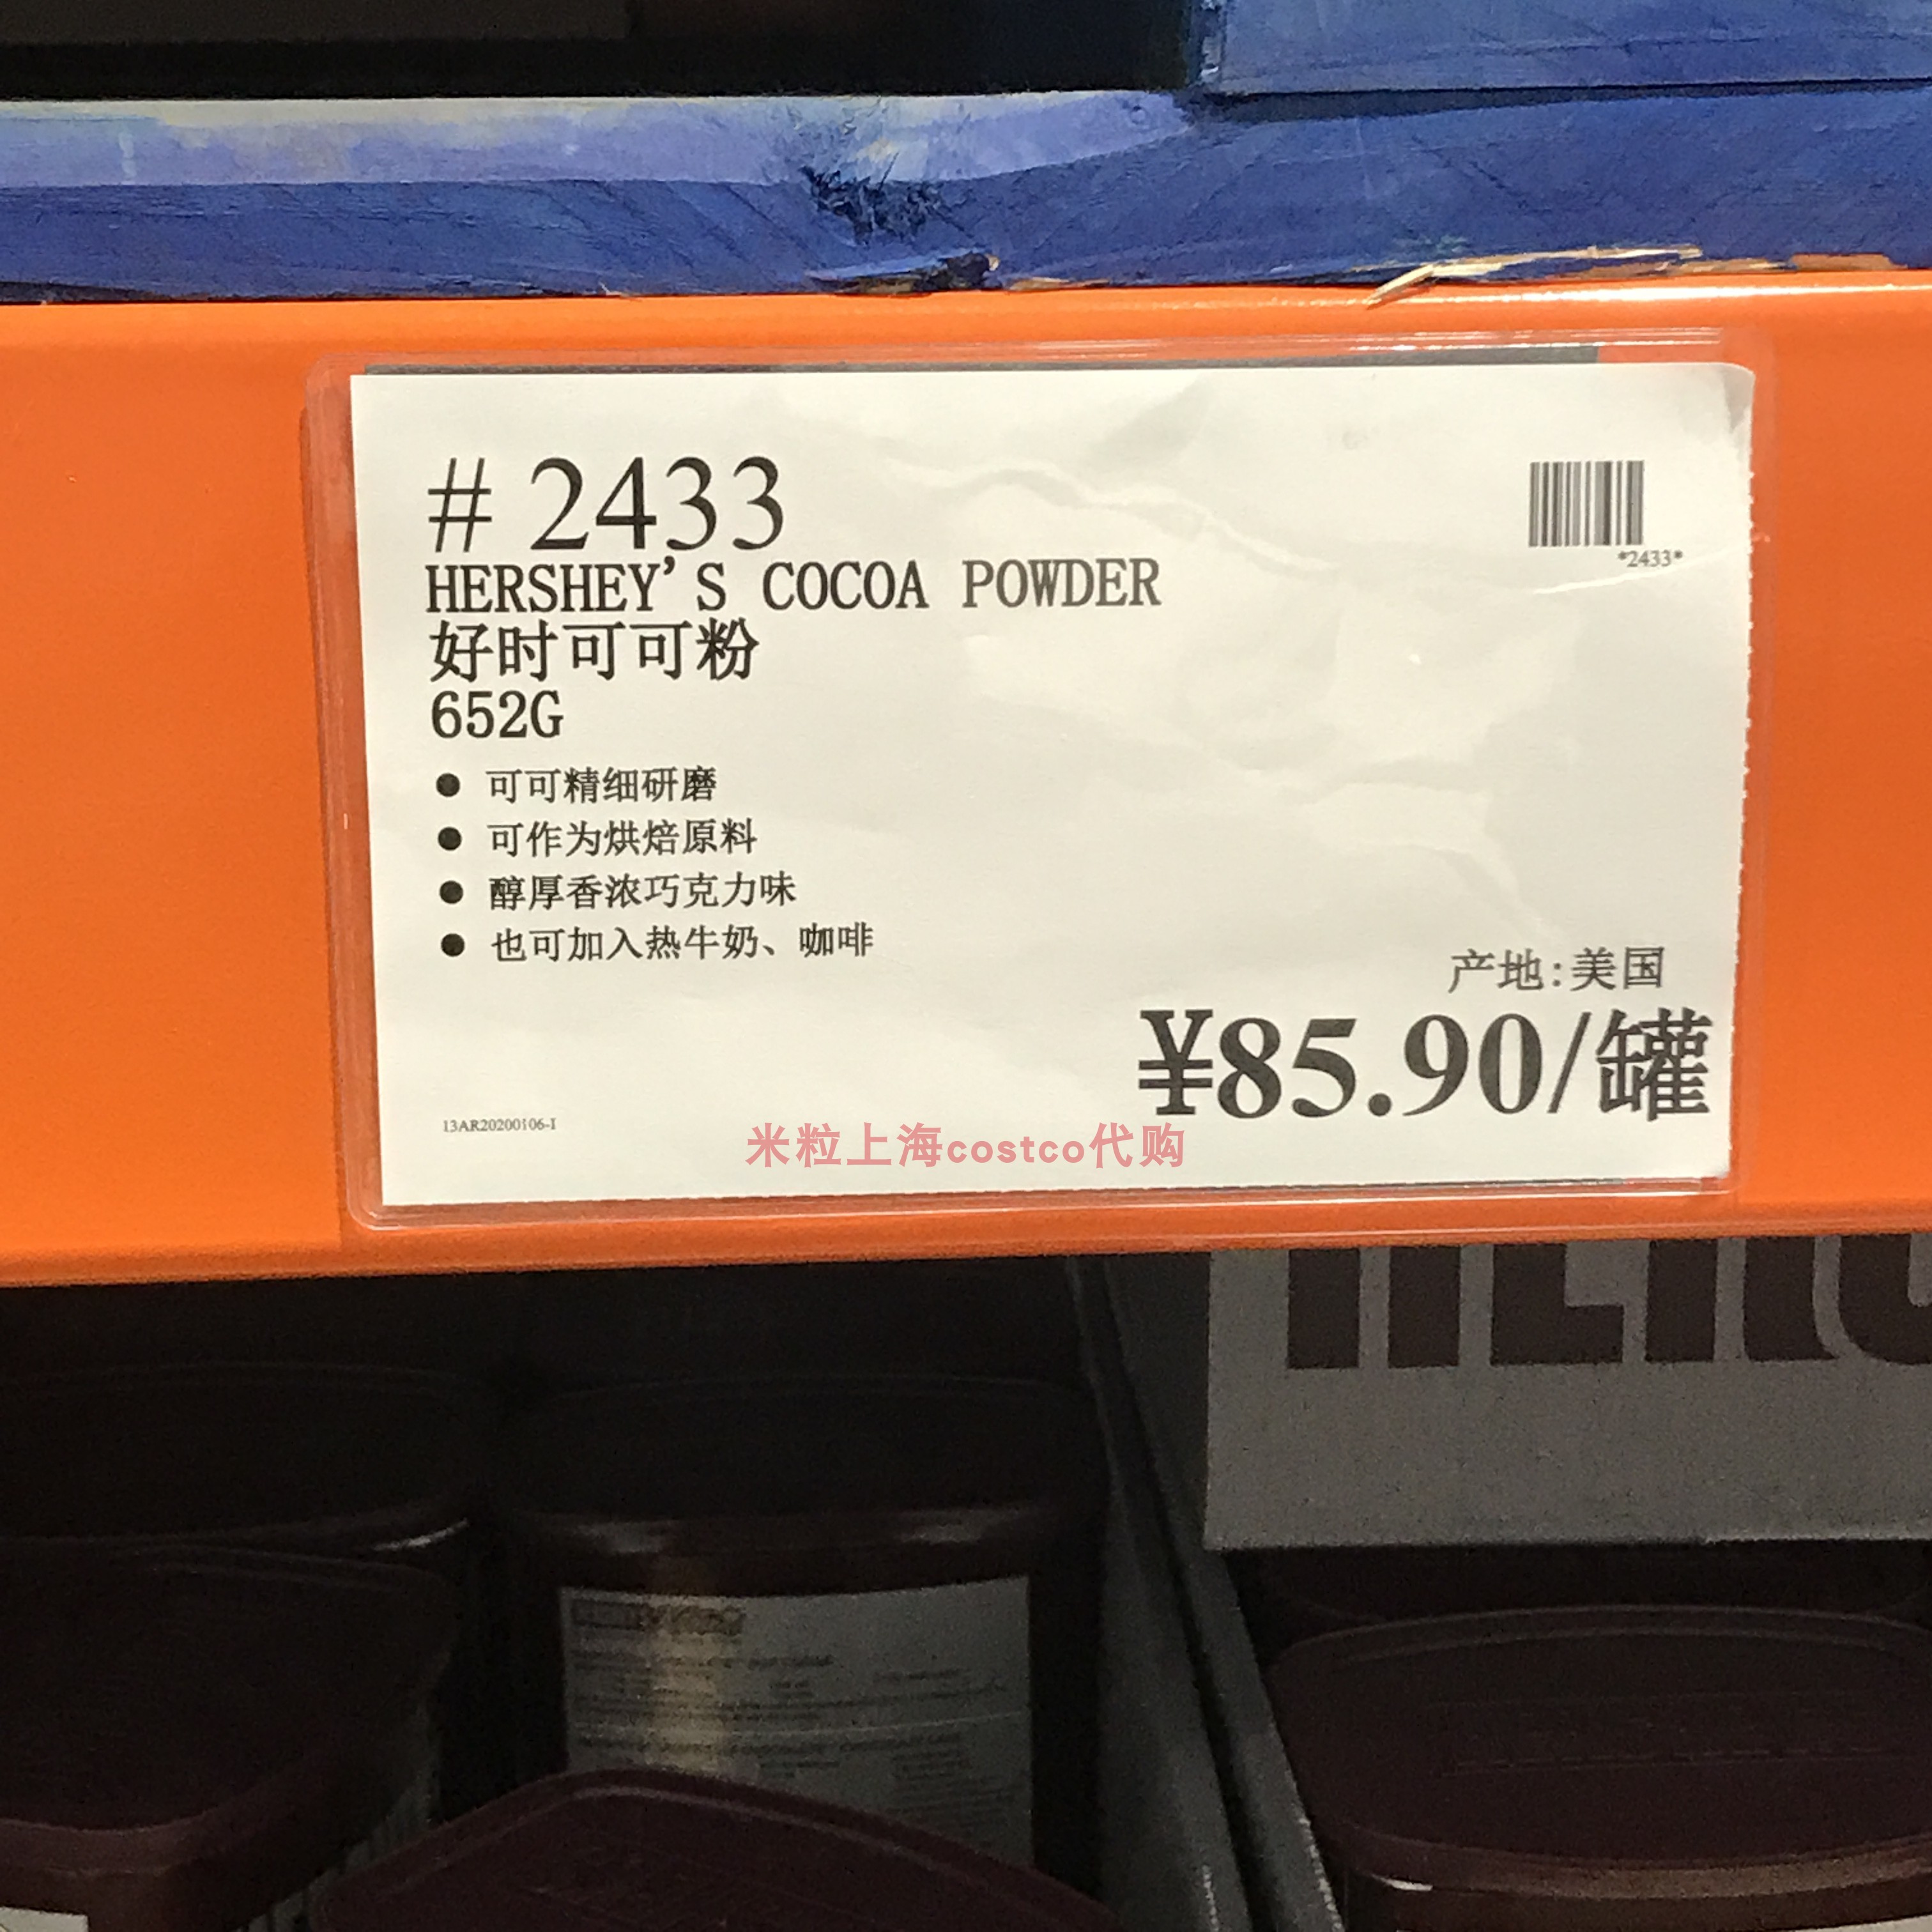 # 2433
*2433*
HERSHEY'S COCOA POWDER
好时可可粉
652G
● 可可精细研磨
● 可作为烘焙原料
● 醇厚香浓巧克力味
● 也可加入热牛奶、咖啡
产地:美国
¥85.90/罐
13AR20200106-I
米粒上海costco代购